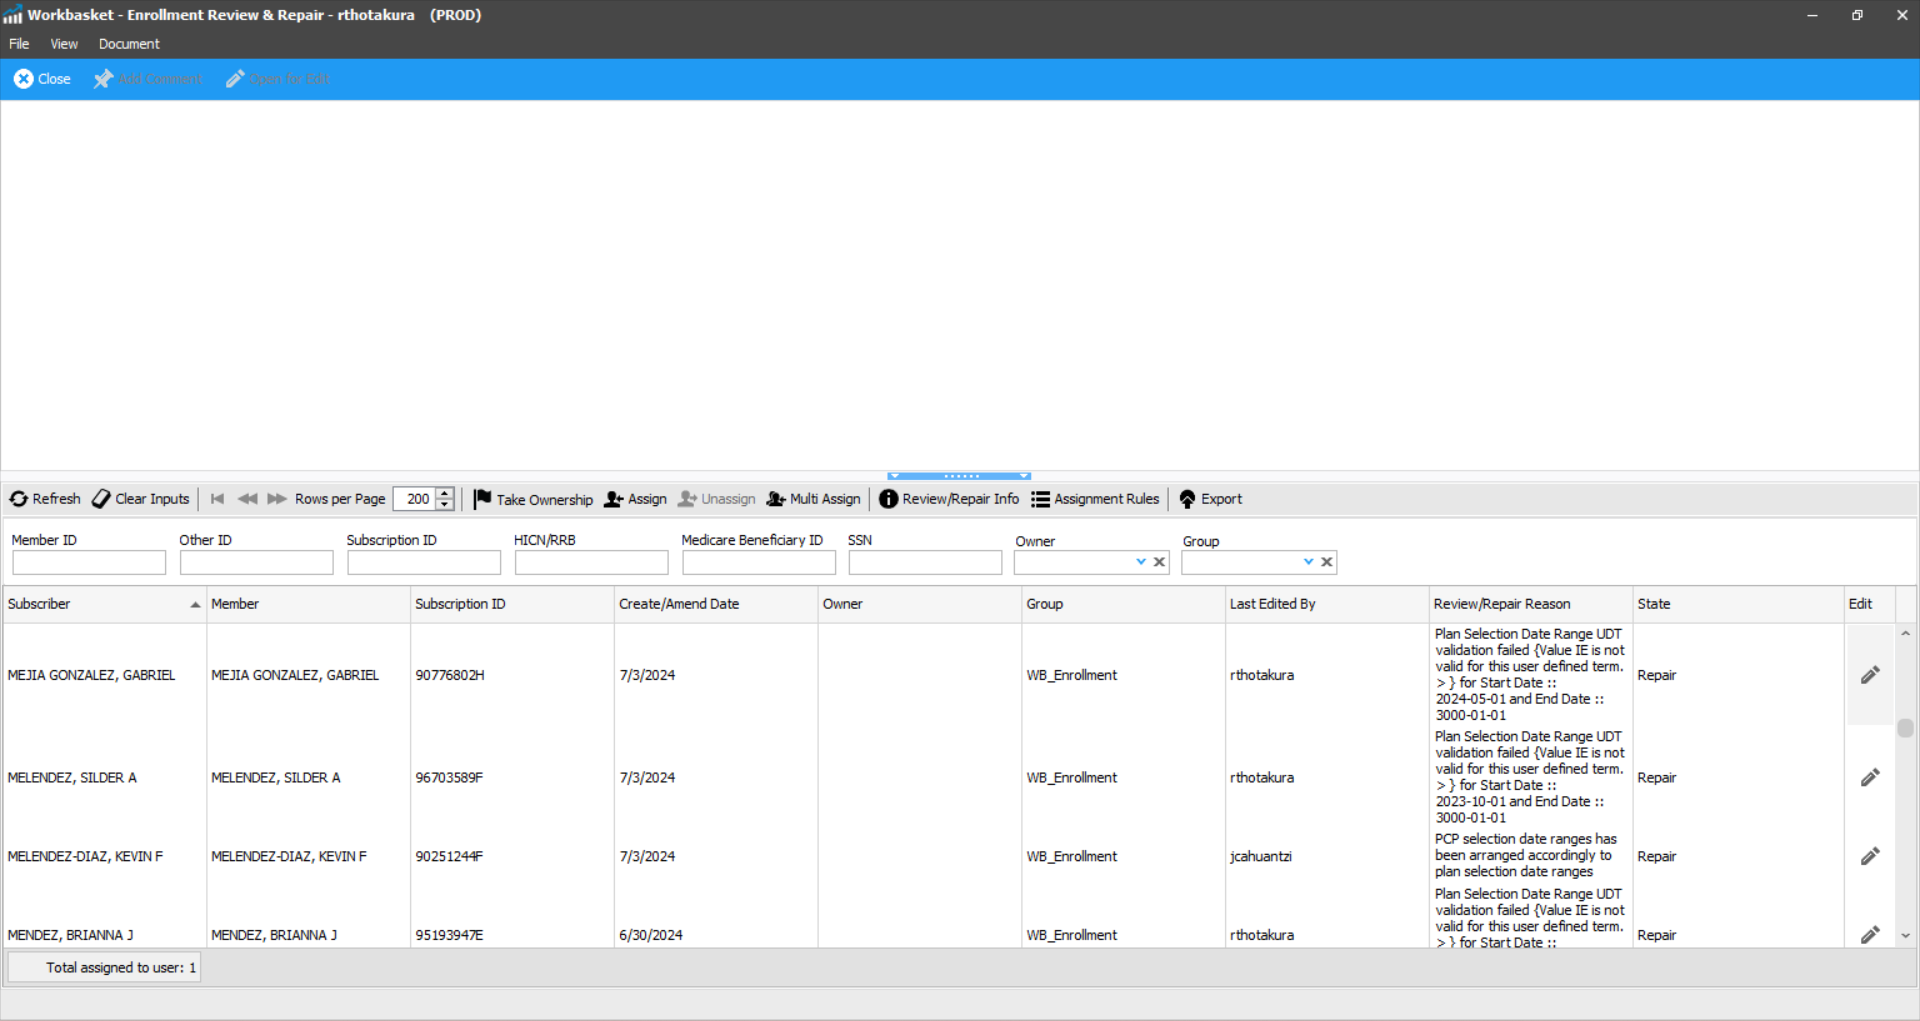 Workbasket - Enrollment Review & Repair - rthotakura    (PROD)
File    View    Document
Close    Add Comment    Open for Edit
Refresh    Clear Inputs    Rows per Page    200    Take Ownership    Assign    Unassign    Multi Assign    Review/Repair Info    Assignment Rules    Export
Member ID    Other ID    Subscription ID    HICN/RRB    Medicare Beneficiary ID    SSN    Owner    Group
Subscriber    Member    Subscription ID    Create/Amend Date    Owner    Group    Last Edited By    Review/Repair Reason    State    Edit
Plan Selection Date Range UDT
validation failed {Value IE is not
valid for this user defined term.
MEJIA GONZALEZ, GABRIEL    MEJIA GONZALEZ, GABRIEL    90776802H    7/3/2024    WB_Enrollment    rthotakura    > } for Start Date ::    Repair
2024-05-01 and End Date ::
3000-01-01
Plan Selection Date Range UDT
validation failed {Value IE is not
valid for this user defined term.
MELENDEZ, SILDER A    MELENDEZ, SILDER A    96703589F    7/3/2024    WB_Enrollment    rthotakura    > } for Start Date ::    Repair
2023-10-01 and End Date ::
3000-01-01
PCP selection date ranges has
MELENDEZ-DIAZ, KEVIN F    MELENDEZ-DIAZ, KEVIN F    90251244F    7/3/2024    WB_Enrollment    jcahuantzi    been arranged accordingly to    Repair
plan selection date ranges
Plan Selection Date Range UDT
validation failed {Value IE is not
valid for this user defined term.
MENDEZ, BRIANNA J    MENDEZ, BRIANNA J    95193947E    6/30/2024    WB_Enrollment    rthotakura    > } for Start Date ::    Repair
Total assigned to user: 1